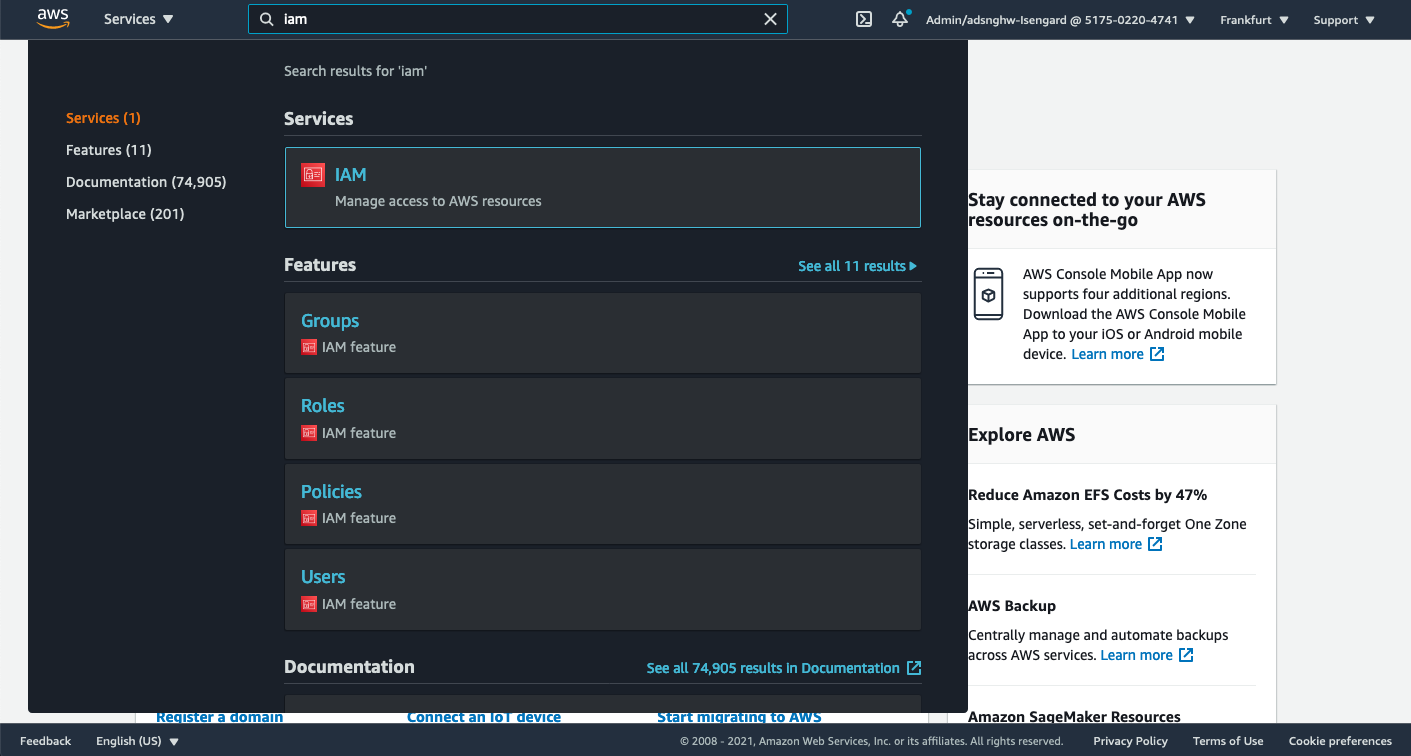 aws
Services
iam
Admin/adsnghw-Isengard @ 5175-0220-4741
Frankfurt
Support
Search results for 'iam'
Services (1)
Features (11)
Documentation (74,905)
Marketplace (201)
Services
IAM
Manage access to AWS resources
Features
See all 11 results
Groups
IAM feature
Roles
IAM feature
Policies
IAM feature
Users
IAM feature
Documentation
See all 74,905 results in Documentation
Register a domain
Connect an IoT device
Start migrating to AWS
Stay connected to your AWS
resources on-the-go
AWS Console Mobile App now
supports four additional regions.
Download the AWS Console Mobile
App to your iOS or Android mobile
device. Learn more
Explore AWS
Reduce Amazon EFS Costs by 47%
Simple, serverless, set-and-forget One Zone
storage classes. Learn more
AWS Backup
Centrally manage and automate backups
across AWS services. Learn more
Amazon SageMaker Resources
Feedback
English (US)
© 2008 - 2021, Amazon Web Services, Inc. or its affiliates. All rights reserved.
Privacy Policy
Terms of Use
Cookie preferences